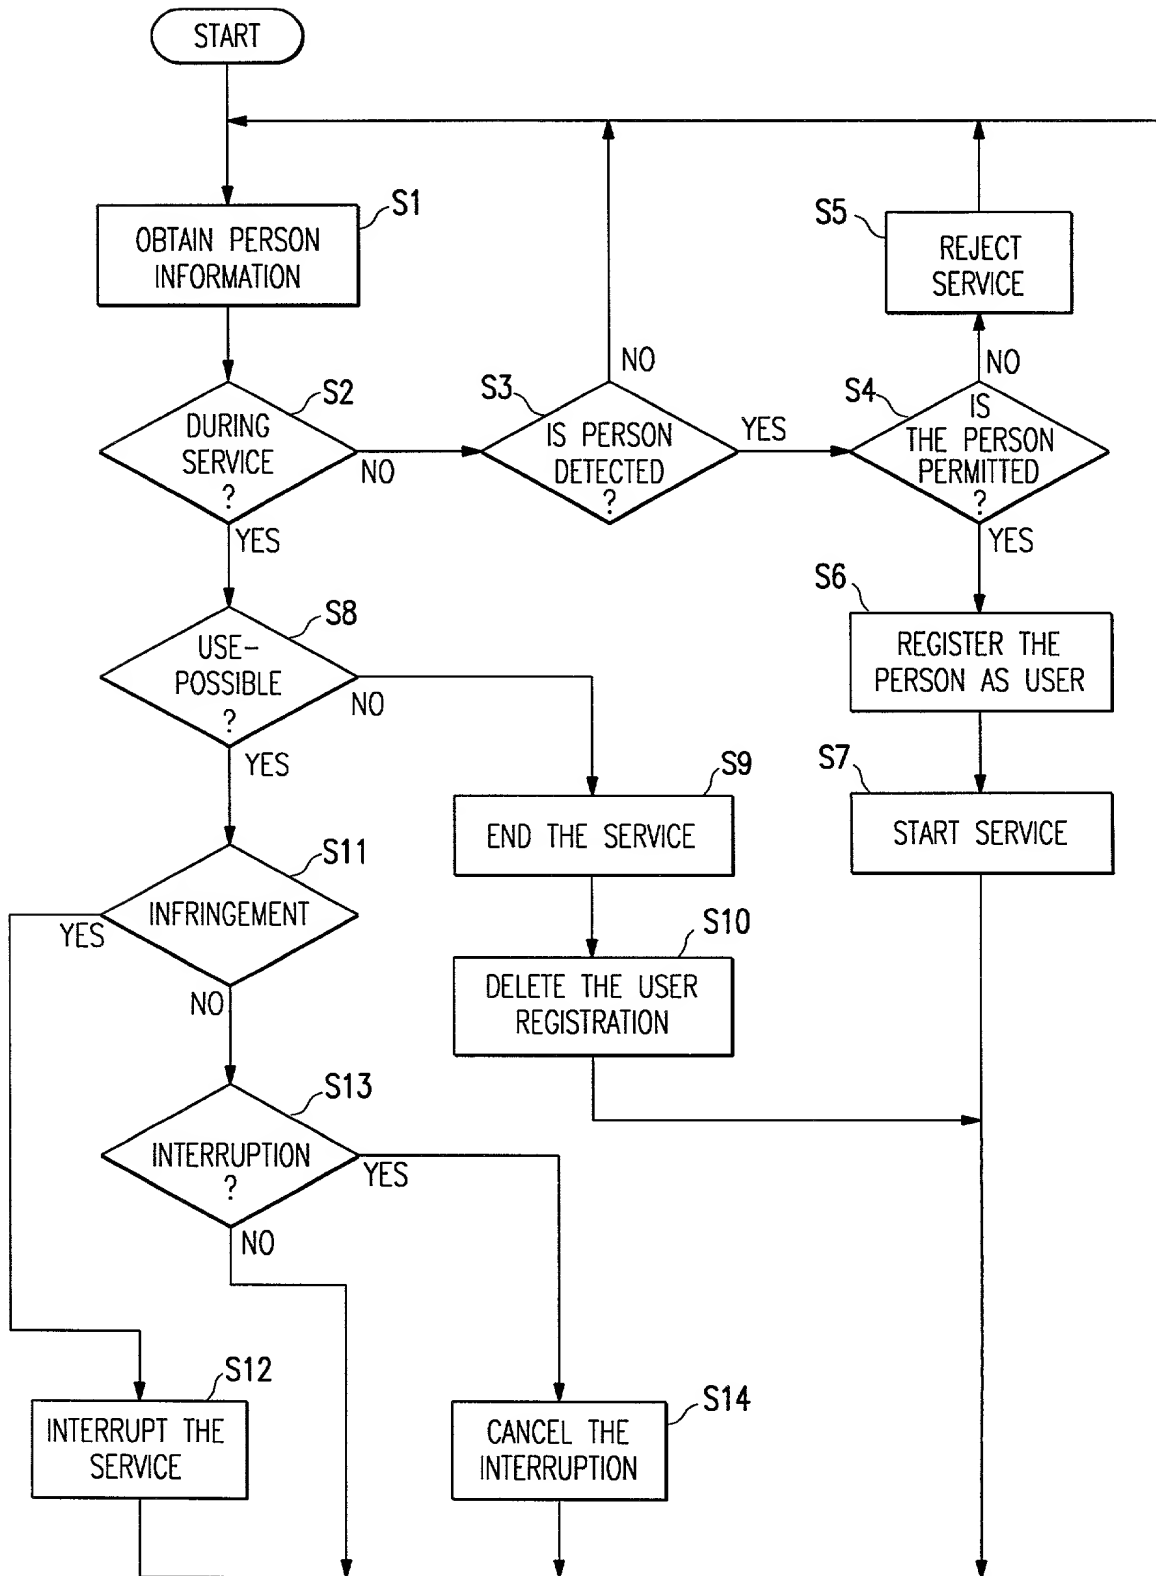 START
S1
OBTAIN PERSON
INFORMATION
S5
REJECT
SERVICE
NO
S2
DURING
SERVICE
?
NO
YES
S3
IS PERSON
DETECTED
?
NO
YES
S4
IS
THE PERSON
PERMITTED
?
YES
S6
REGISTER THE
PERSON AS USER
S7
START SERVICE
S8
USE-
POSSIBLE
?
NO
YES
S9
END THE SERVICE
S10
DELETE THE USER
REGISTRATION
S11
INFRINGEMENT
YES
NO
S13
INTERRUPTION
?
YES
NO
S12
INTERRUPT THE
SERVICE
S14
CANCEL THE
INTERRUPTION